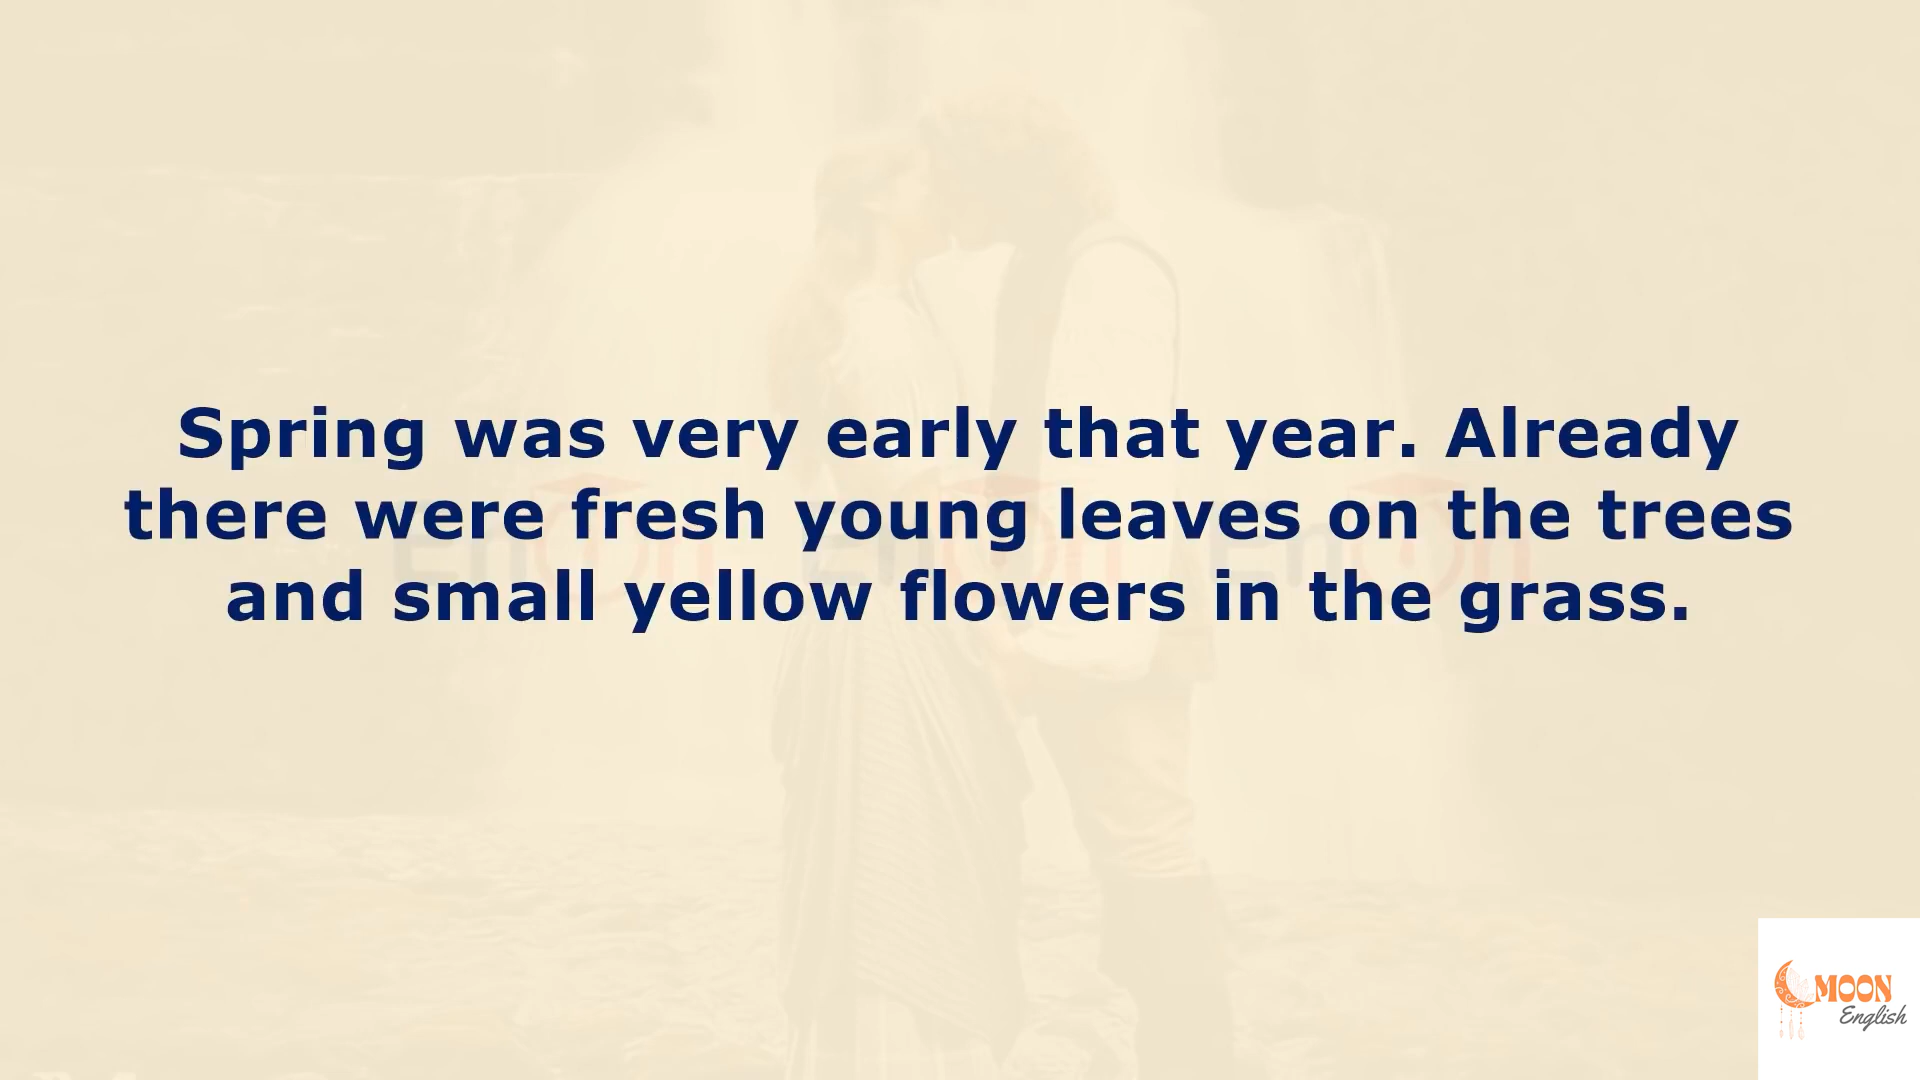 Spring was very early that year. Already
there were fresh young leaves on the trees
and small yellow flowers in the grass.
MOON
English